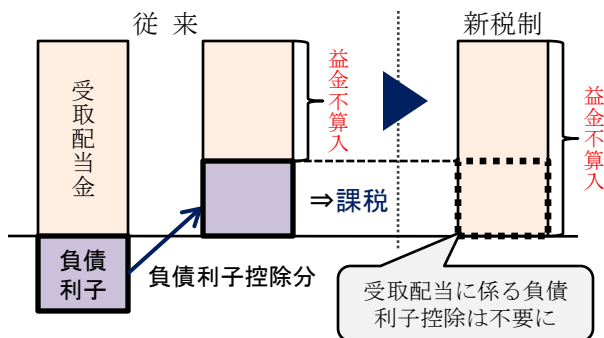 従 来
新税制
受取配当金
益金不算入
益金不算入
⇒課税
負債
利子
負債利子控除分
受取配当に係る負債
利子控除は不要に